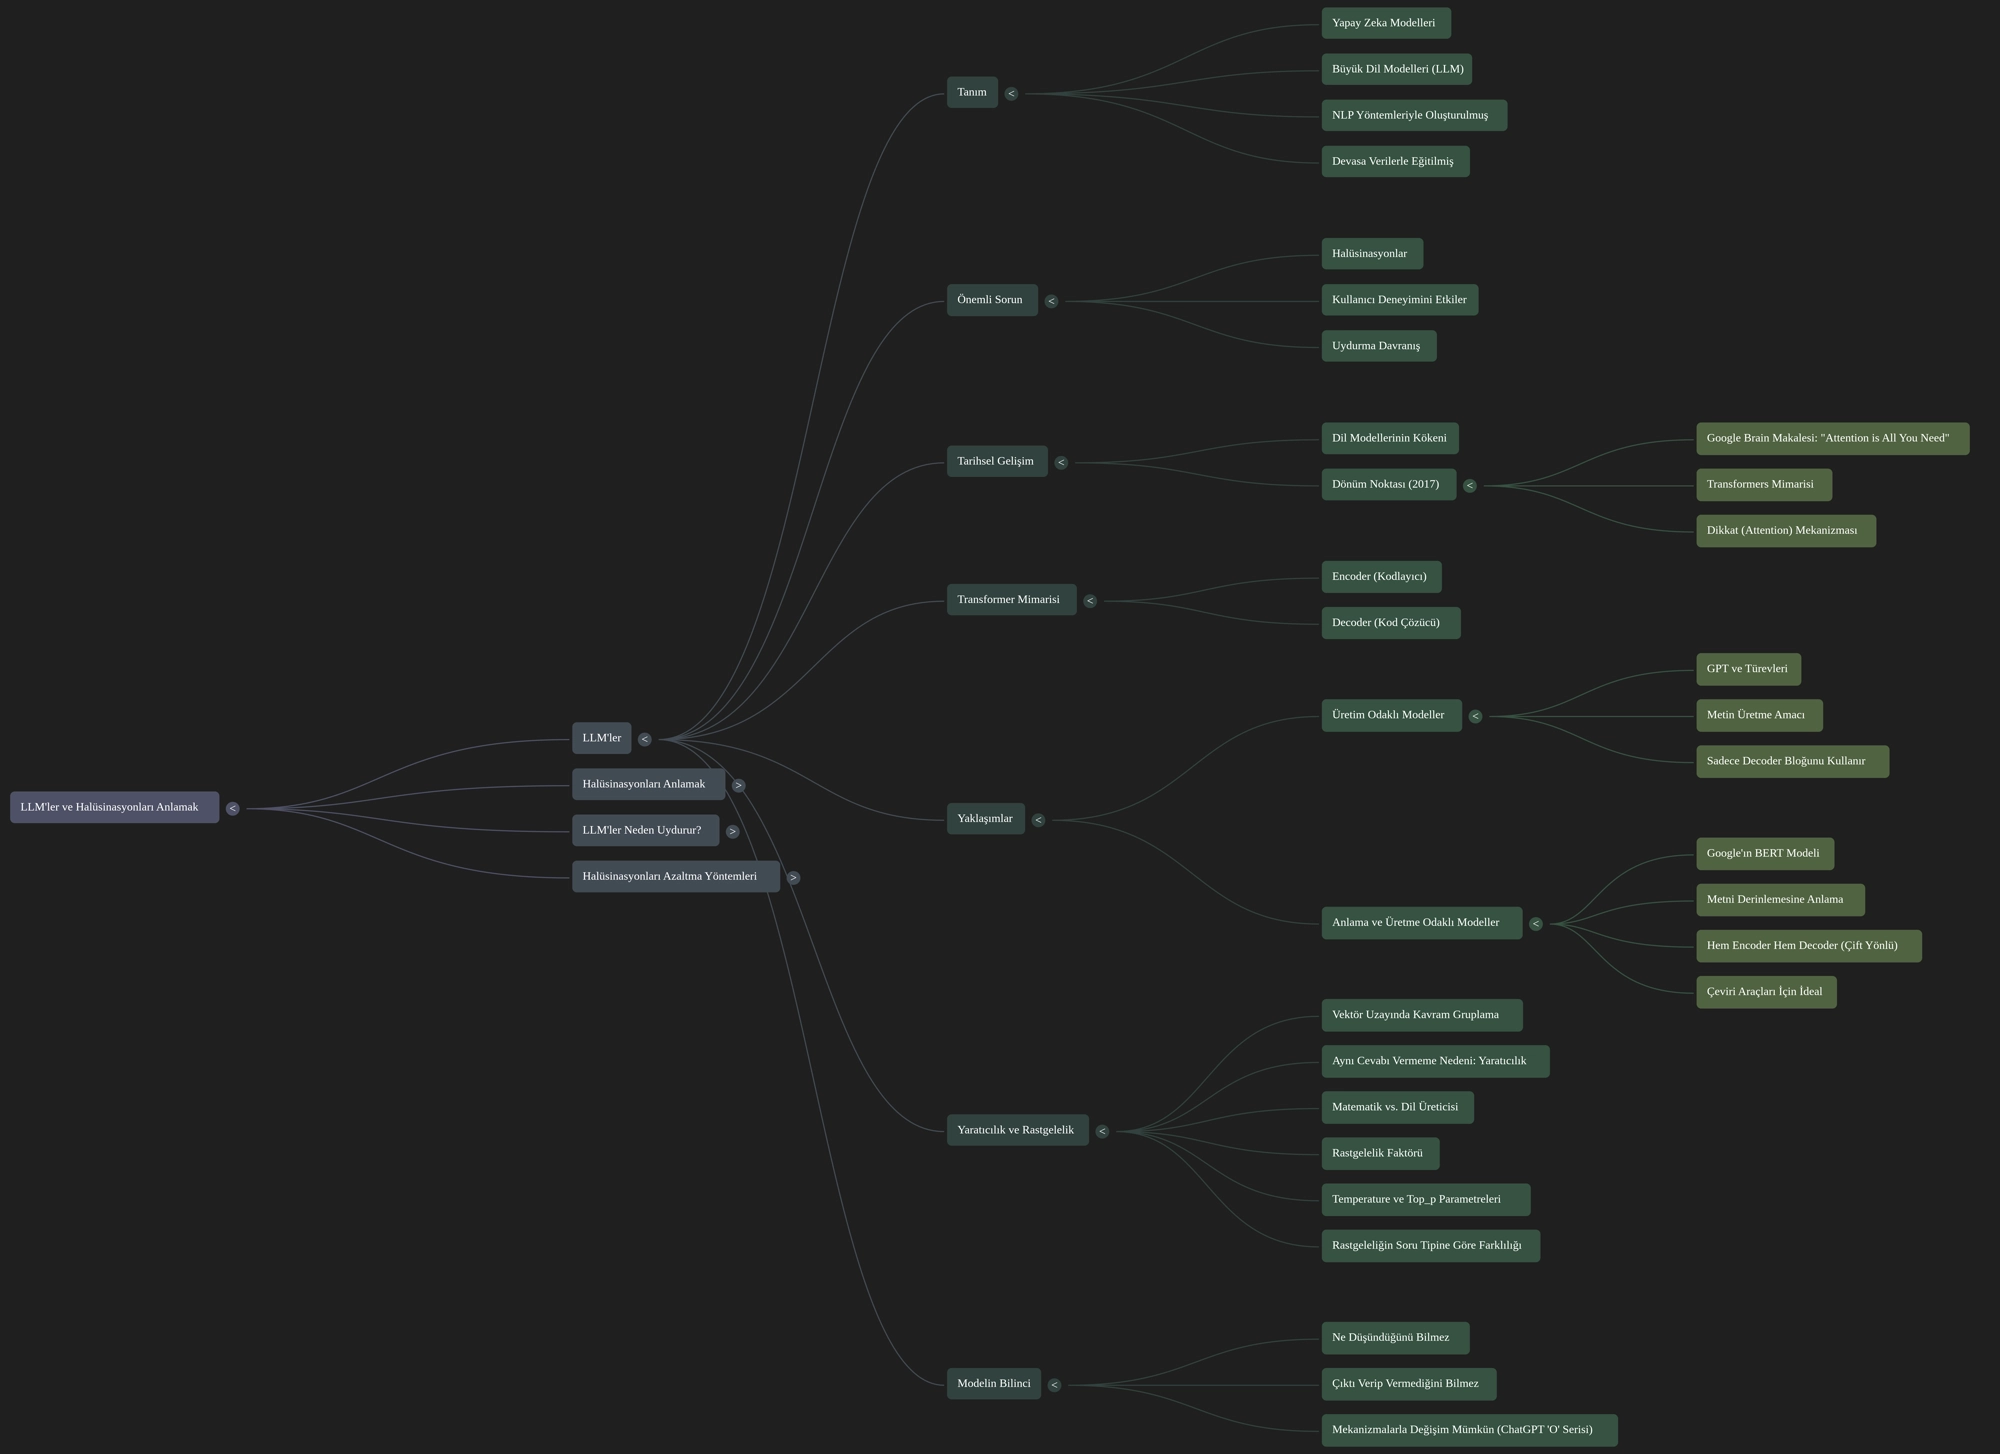 LLM'ler ve Halüsinasyonları Anlamak <
LLM'ler <
Tanım <
Yapay Zeka Modelleri
Büyük Dil Modelleri (LLM)
NLP Yöntemleriyle Oluşturulmuş
Devasa Verilerle Eğitilmiş
Önemli Sorun <
Halüsinasyonlar
Kullanıcı Deneyimini Etkiler
Uydurma Davranış
Tarihsel Gelişim <
Dil Modellerinin Kökeni
Dönüm Noktası (2017) <
Google Brain Makalesi: "Attention is All You Need"
Transformers Mimarisi
Dikkat (Attention) Mekanizması
Transformer Mimarisi <
Encoder (Kodlayıcı)
Decoder (Kod Çözücü)
Yaklaşımlar <
Üretim Odaklı Modeller <
GPT ve Türevleri
Metin Üretme Amacı
Sadece Decoder Bloğunu Kullanır
Anlama ve Üretme Odaklı Modeller <
Google'ın BERT Modeli
Metni Derinlemesine Anlama
Hem Encoder Hem Decoder (Çift Yönlü)
Çeviri Araçları İçin İdeal
Yaratıcılık ve Rastgelelik <
Vektör Uzayında Kavram Gruplama
Aynı Cevabı Vermeme Nedeni: Yaratıcılık
Matematik vs. Dil Üreticisi
Rastgelelik Faktörü
Temperature ve Top_p Parametreleri
Rastgeleliğin Soru Tipine Göre Farklılığı
Modelin Bilinci <
Ne Düşündüğünü Bilmez
Çıktı Verip Vermediğini Bilmez
Mekanizmalarla Değişim Mümkün (ChatGPT 'O' Serisi)
Halüsinasyonları Anlamak >
LLM'ler Neden Uydurur? >
Halüsinasyonları Azaltma Yöntemleri >